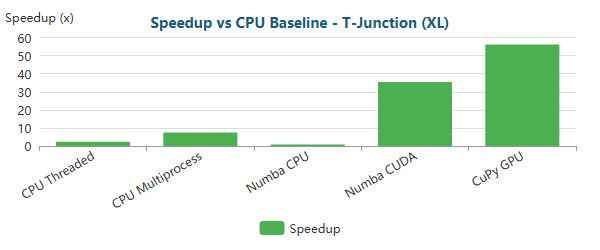 Speedup (x)
Speedup vs CPU Baseline - T-Junction (XL)
60
50
40
30
20
10
0
CPU Threaded
CPU Multiprocess
Numba CPU
Numba CUDA
CuPy GPU
Speedup